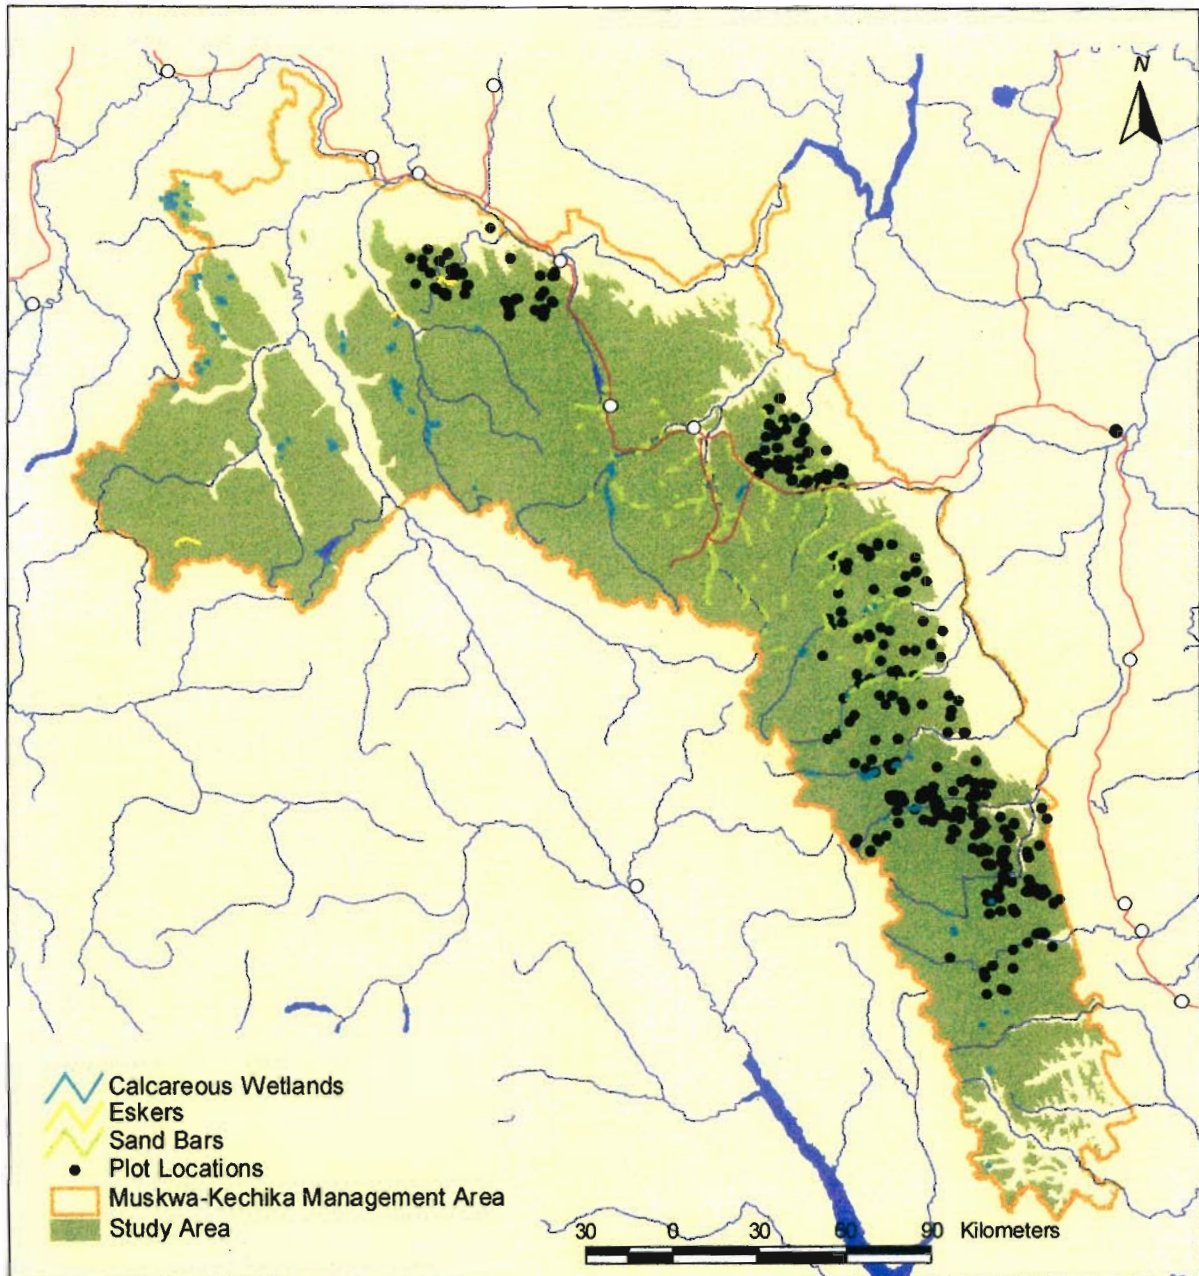 N
Calcareous Wetlands
Eskers
Sand Bars
Plot Locations
Muskwa-Kechika Management Area
Study Area
30 0 30 60 90 Kilometers